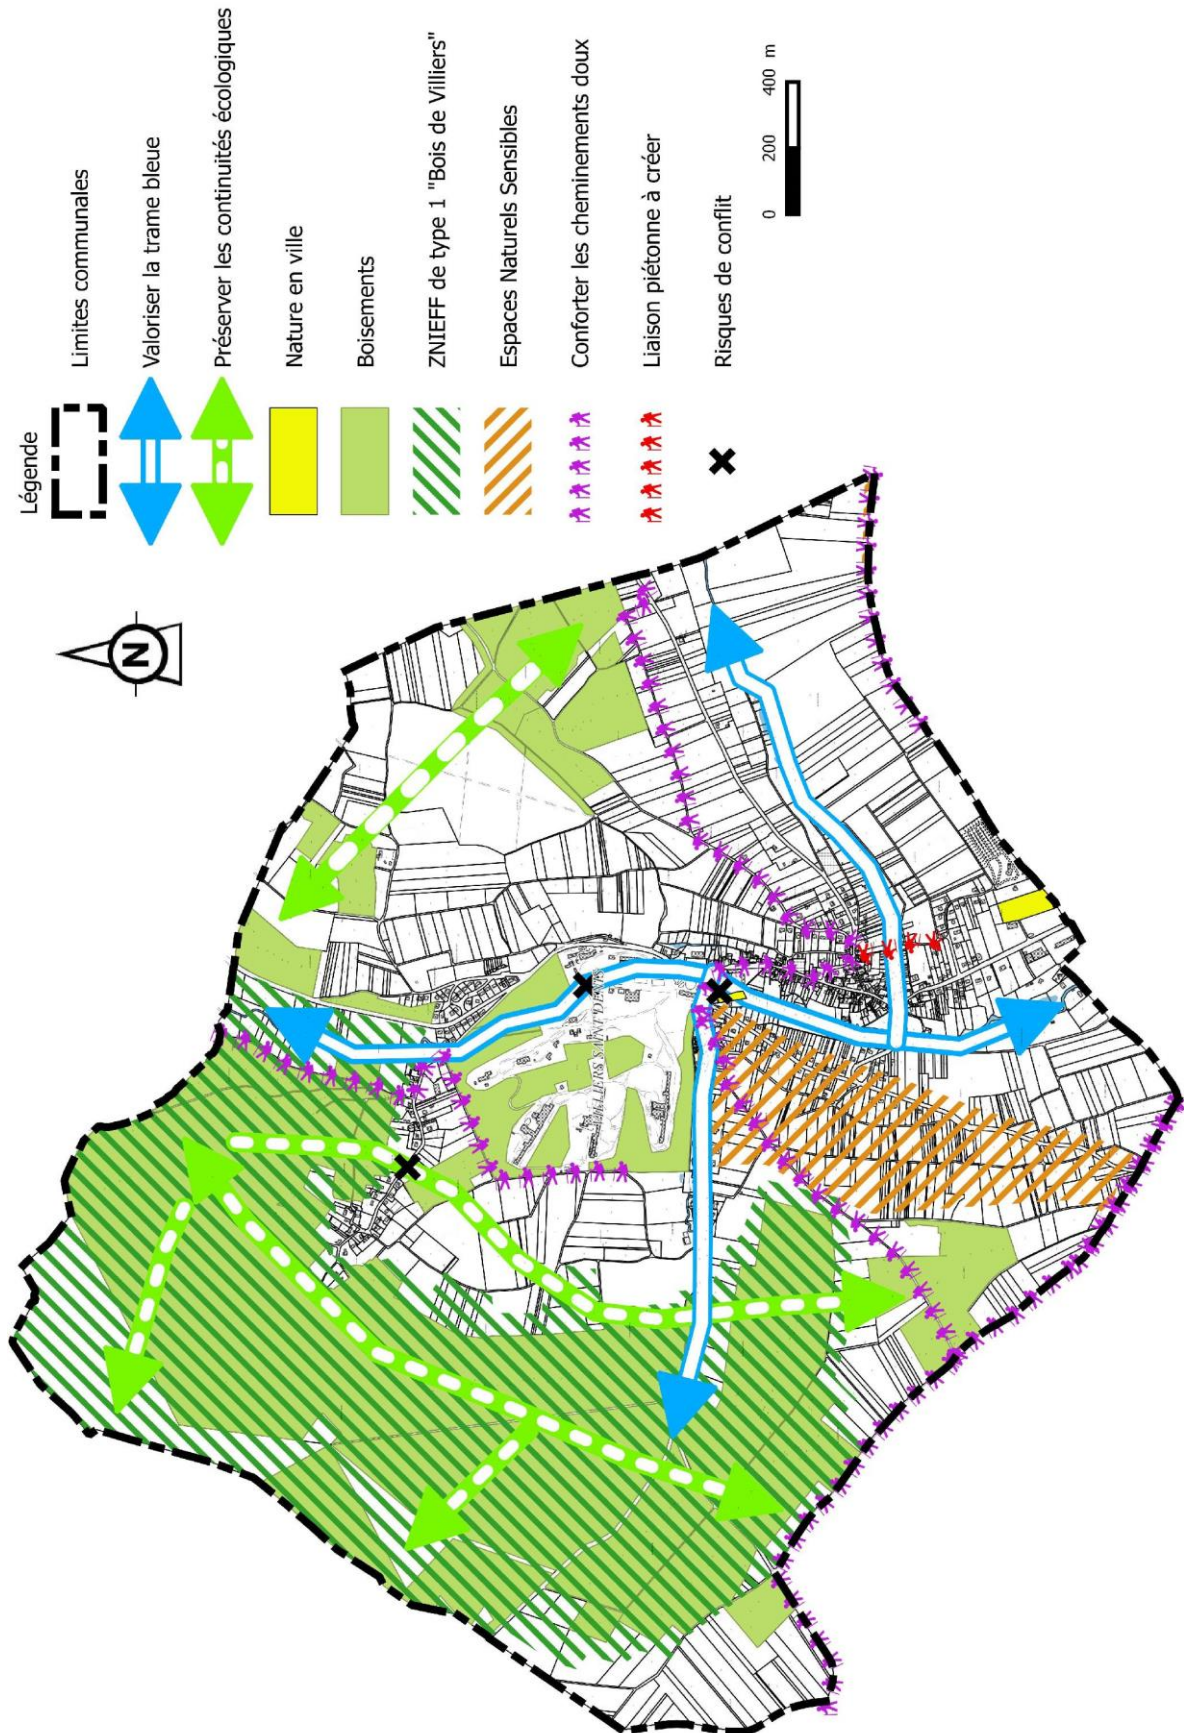 Légende
Limites communales
Valoriser la trame bleue
Préserver les continuités écologiques
Nature en ville
Boisements
ZNIEFF de type 1 "Bois de Villiers"
Espaces Naturels Sensibles
Conforter les cheminements doux
Liaison piétonne à créer
Risques de conflit
0 200 400 m
N